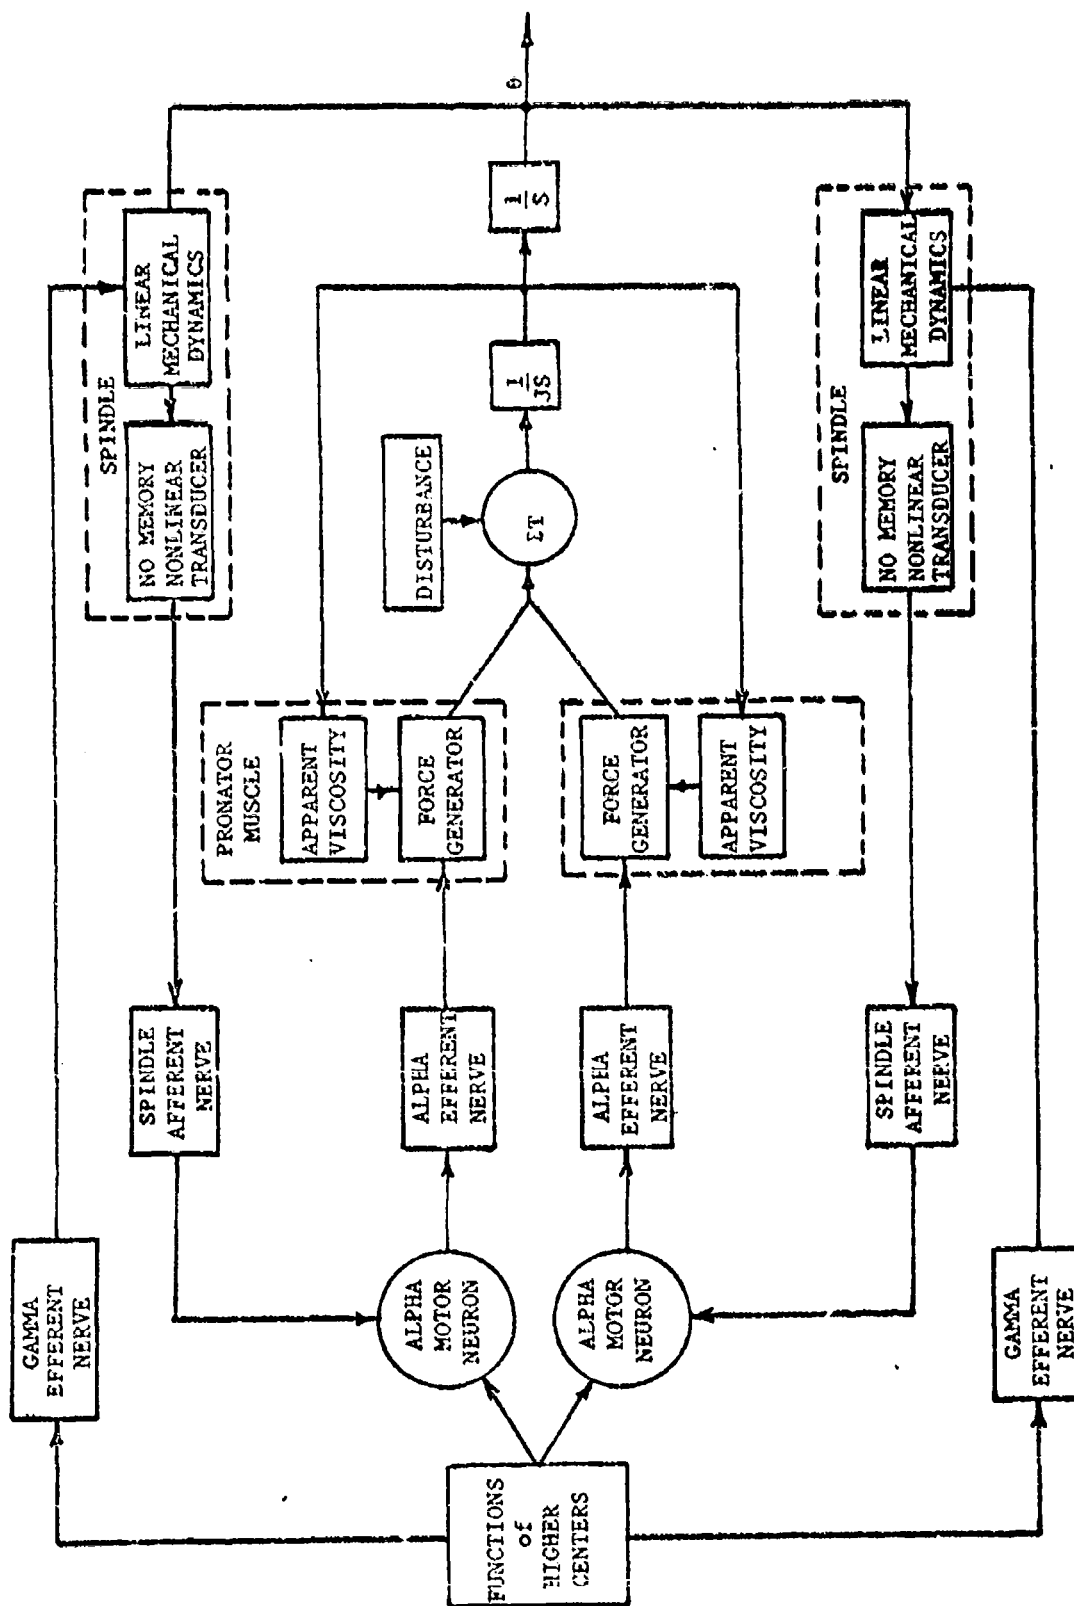 GAMMA
EFFERENT
NERVE
SPINDLE
NO MEMORY
NONLINEAR
TRANSDUCER
LINEAR
MECHANICAL
DYNAMICS
SPINDLE
AFFERENT
NERVE
PRONATOR
MUSCLE
APPARENT
VISCOSITY
FORCE
GENERATOR
ALPHA
EFFERENT
NERVE
ALPHA
MOTOR
NEURON
DISTURBANCE
FUNCTIONS
of
HIGHER
CENTERS
ΣT
1
JS
1
S
θ
ALPHA
MOTOR
NEURON
ALPHA
EFFERENT
NERVE
FORCE
GENERATOR
APPARENT
VISCOSITY
SPINDLE
AFFERENT
NERVE
SPINDLE
NO MEMORY
NONLINEAR
TRANSDUCER
LINEAR
MECHANICAL
DYNAMICS
GAMMA
EFFERENT
NERVE